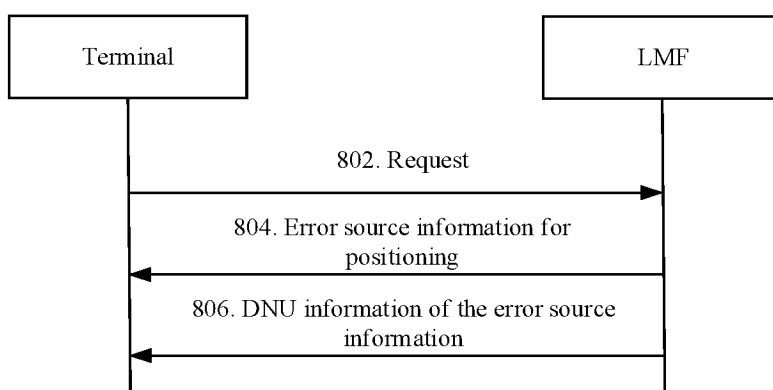 Terminal
LMF
802. Request
804. Error source information for
positioning
806. DNU information of the error source
information